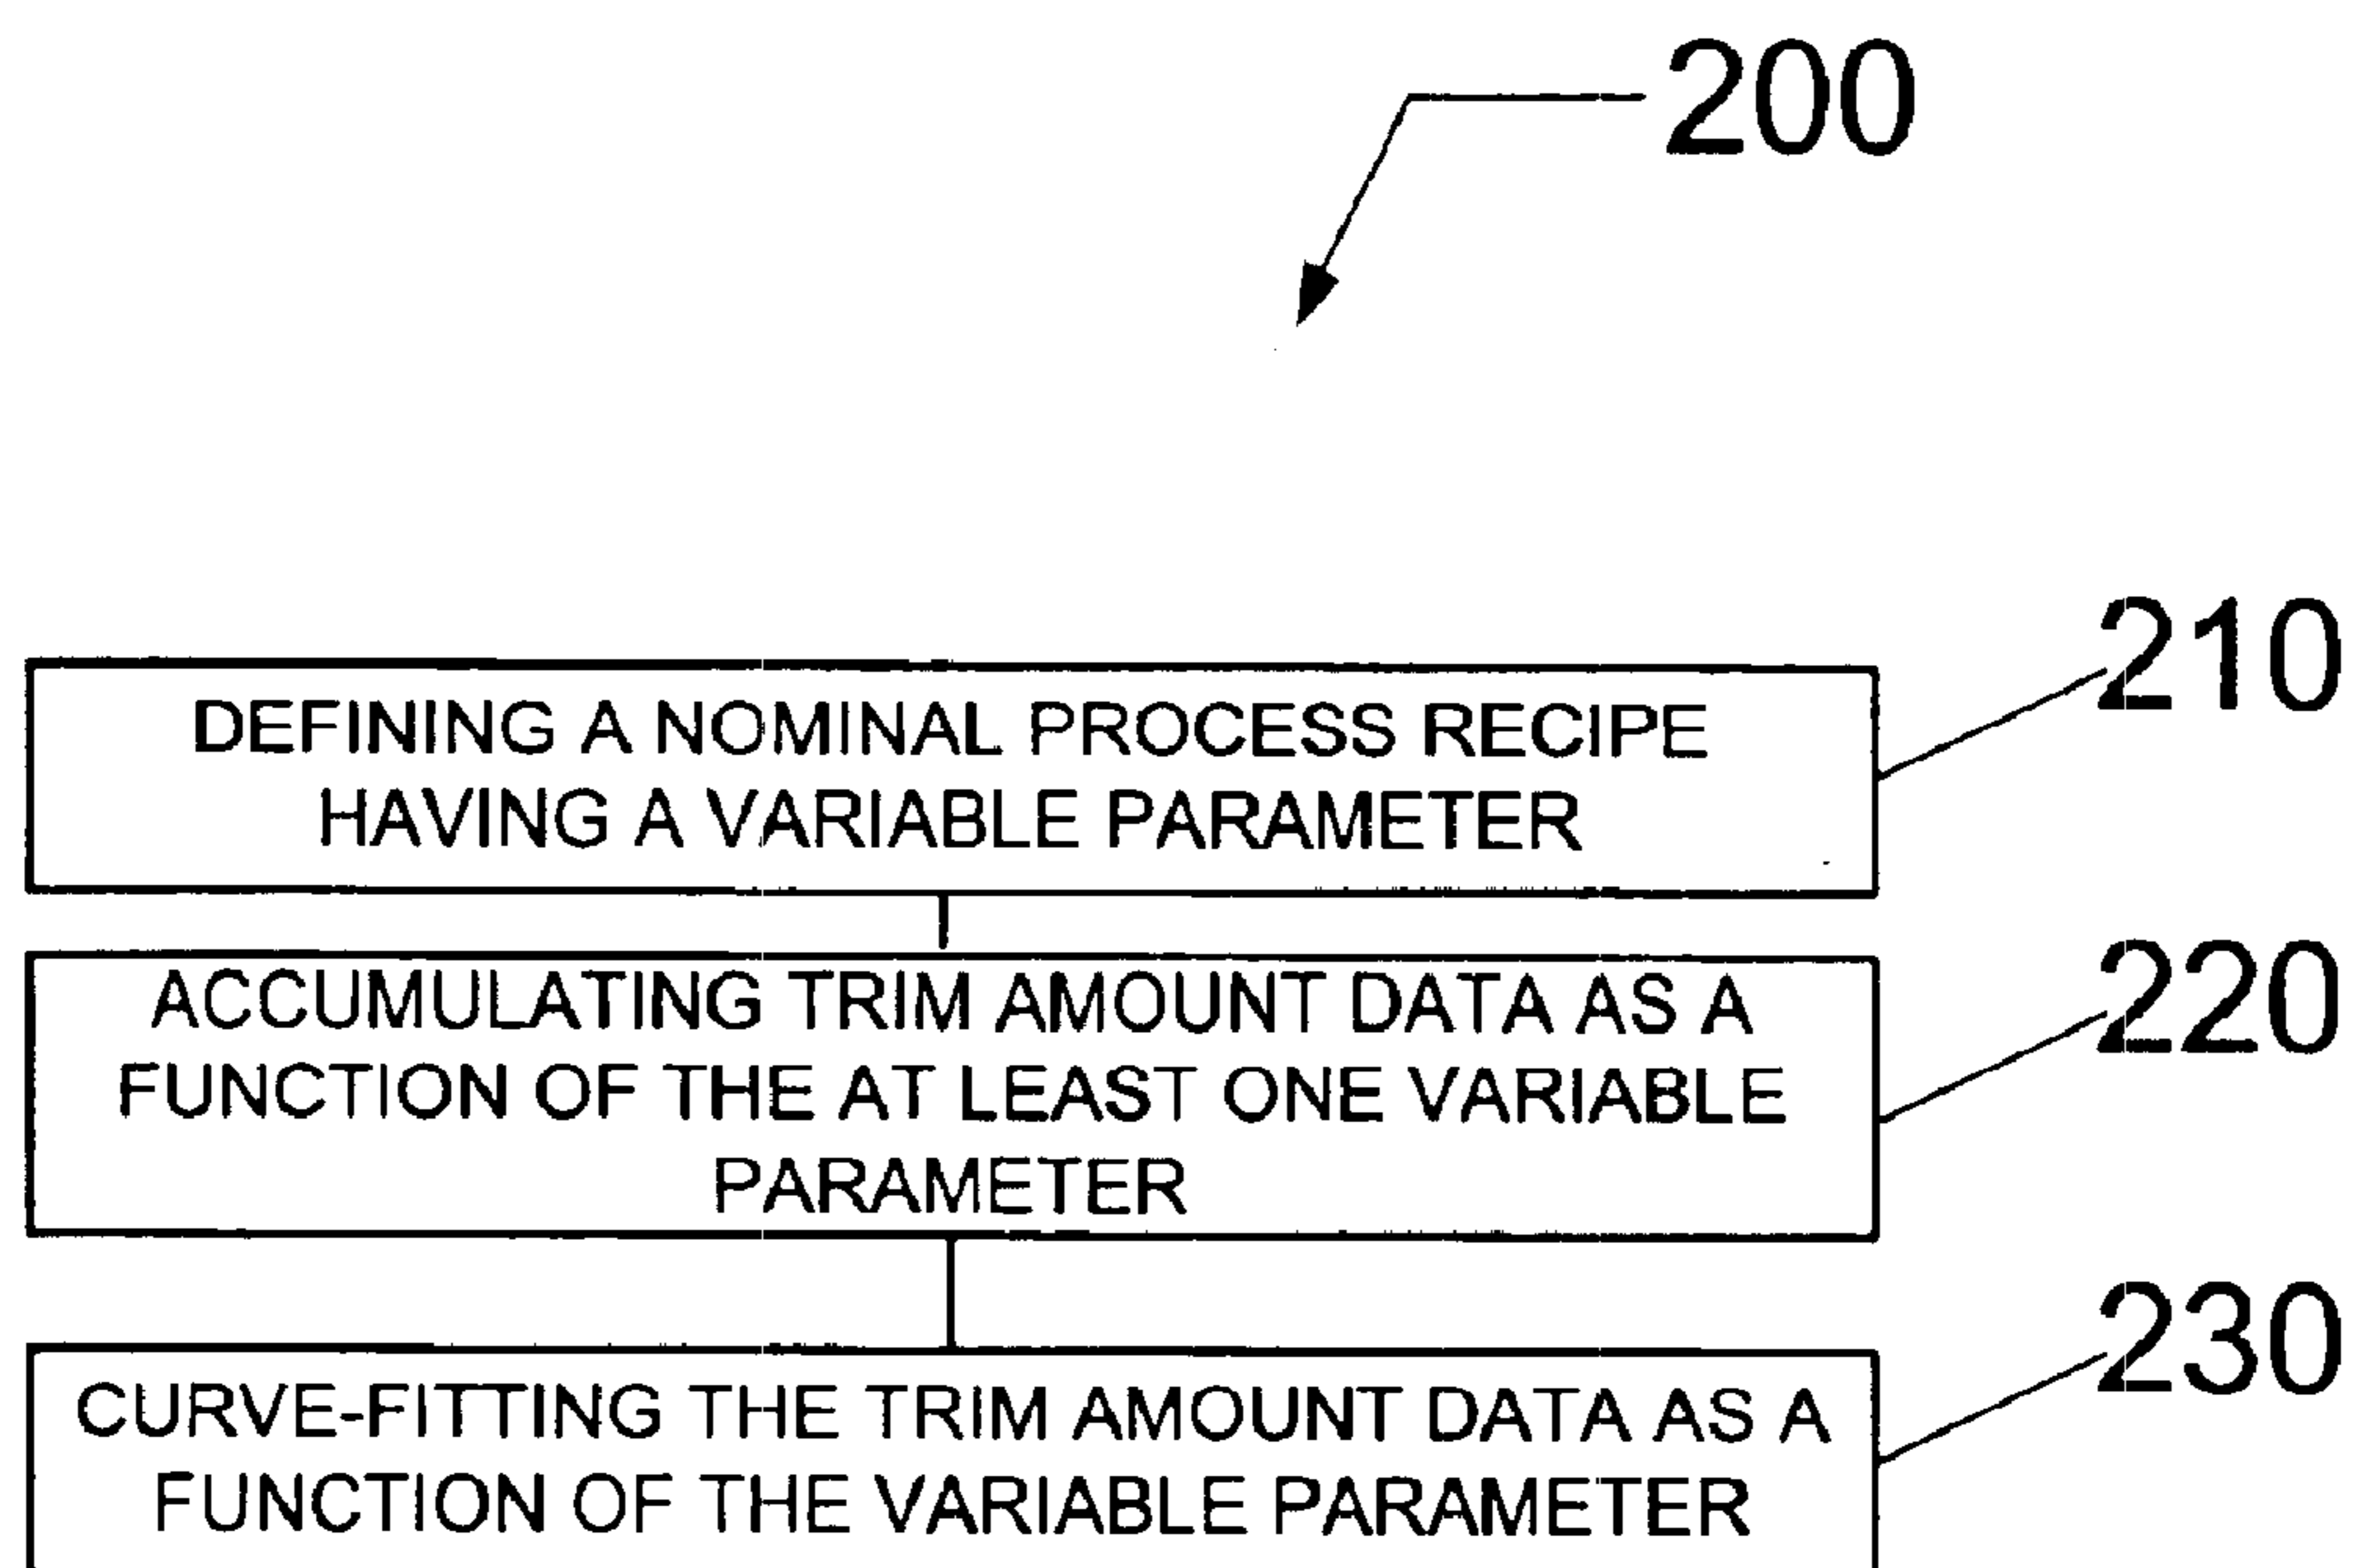 200
210
DEFINING A NOMINAL PROCESS RECIPE
HAVING A VARIABLE PARAMETER
220
ACCUMULATING TRIM AMOUNT DATA AS A
FUNCTION OF THE AT LEAST ONE VARIABLE
PARAMETER
230
CURVE-FITTING THE TRIM AMOUNT DATA AS A
FUNCTION OF THE VARIABLE PARAMETER